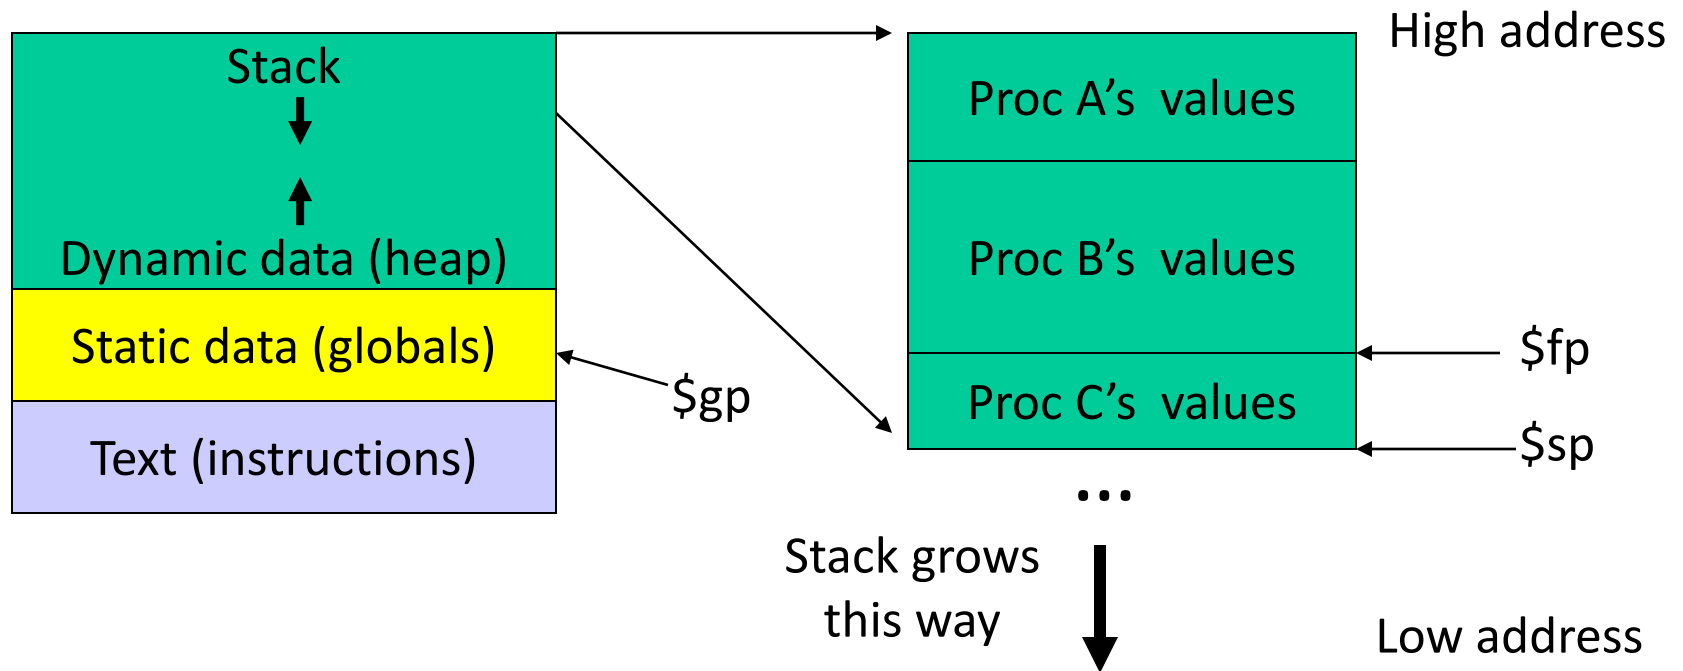 Stack
Dynamic data (heap)
Static data (globals)
Text (instructions)
$gp
High address
Proc A’s values
Proc B’s values
Proc C’s values
$fp
$sp
...
Stack grows
this way
Low address